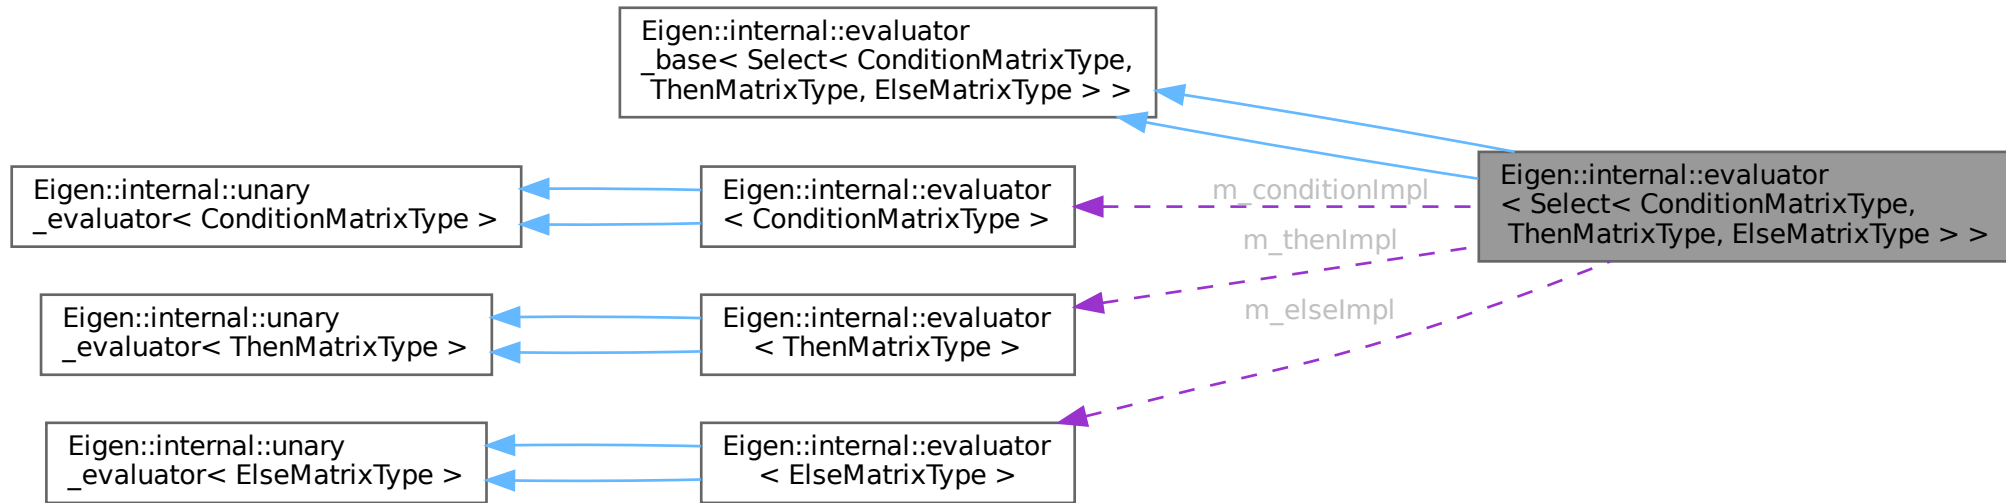 Eigen::internal::evaluator
_base< Select< ConditionMatrixType,
ThenMatrixType, ElseMatrixType > >
Eigen::internal::unary
_evaluator< ConditionMatrixType >
Eigen::internal::evaluator
< ConditionMatrixType >
m_conditionImpl
Eigen::internal::evaluator
< Select< ConditionMatrixType,
ThenMatrixType, ElseMatrixType > >
m_thenImpl
Eigen::internal::unary
_evaluator< ThenMatrixType >
Eigen::internal::evaluator
< ThenMatrixType >
m_elseImpl
Eigen::internal::unary
_evaluator< ElseMatrixType >
Eigen::internal::evaluator
< ElseMatrixType >